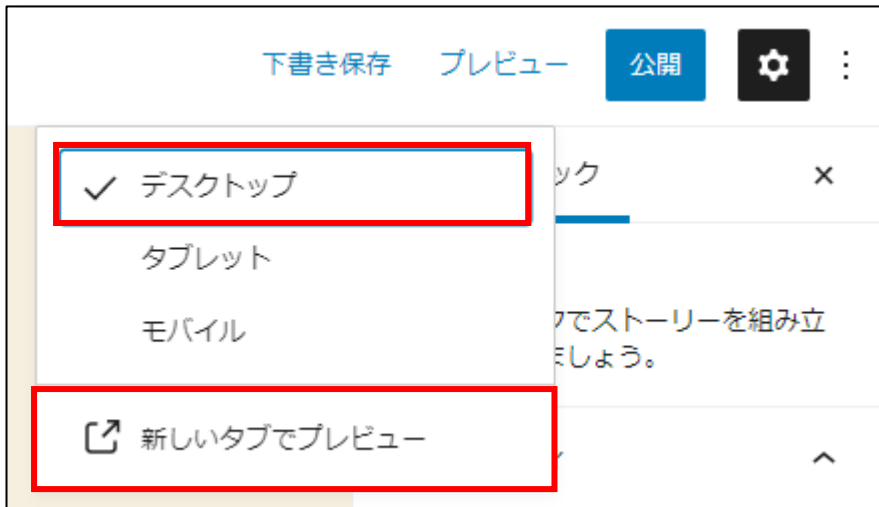 下書き保存 プレビュー 公開
デスクトップ
ック
タブレット
モバイル
でストーリーを組み立
ましょう。
新しいタブでプレビュー